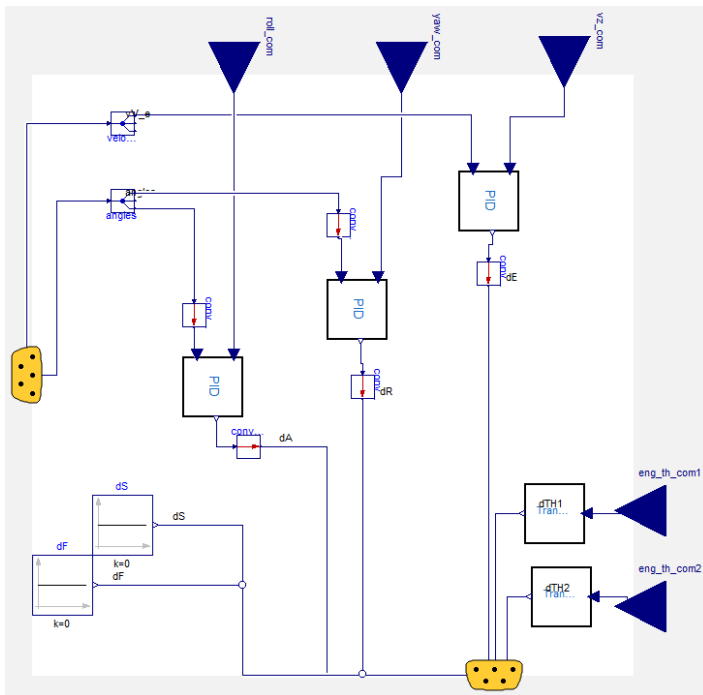 roll_com
yaw_com
vz_com
velo...
angles
PID
conv
conv
conv
dE
PID
conv
PID
conv
dR
conv...
dA
dS
dS
k=0
dF
dF
k=0
eng_th_com1
dTH1
Tran...
eng_th_com2
dTH2
Tran...